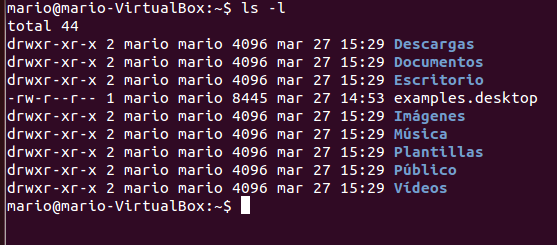 mario@mario-VirtualBox:~$ ls -l
total 44
drwxr-xr-x 2 mario mario 4096 mar 27 15:29 Descargas
drwxr-xr-x 2 mario mario 4096 mar 27 15:29 Documentos
drwxr-xr-x 2 mario mario 4096 mar 27 15:29 Escritorio
-rw-r--r-- 1 mario mario 8445 mar 27 14:53 examples.desktop
drwxr-xr-x 2 mario mario 4096 mar 27 15:29 Imágenes
drwxr-xr-x 2 mario mario 4096 mar 27 15:29 Música
drwxr-xr-x 2 mario mario 4096 mar 27 15:29 Plantillas
drwxr-xr-x 2 mario mario 4096 mar 27 15:29 Público
drwxr-xr-x 2 mario mario 4096 mar 27 15:29 Vídeos
mario@mario-VirtualBox:~$